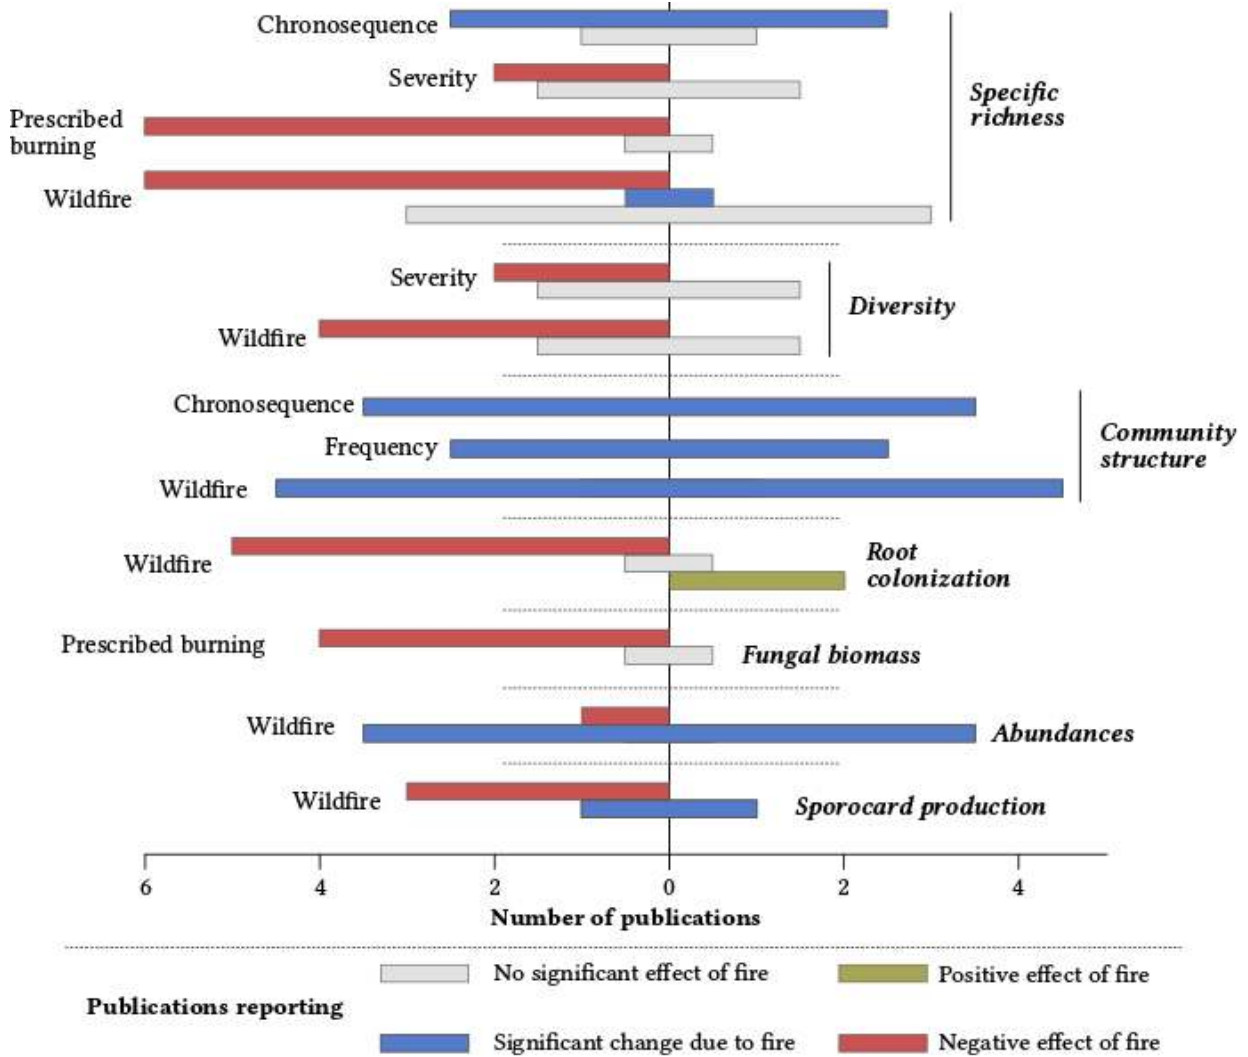 Chronosequence
Severity
Prescribed
burning
Wildfire
Specific
richness
Severity
Wildfire
Diversity
Chronosequence
Frequency
Wildfire
Community
structure
Wildfire
Root
colonization
Prescribed burning
Fungal biomass
Wildfire
Abundances
Wildfire
Sporocard production
6 4 2 0 2 4
Number of publications
Publications reporting
No significant effect of fire
Positive effect of fire
Significant change due to fire
Negative effect of fire